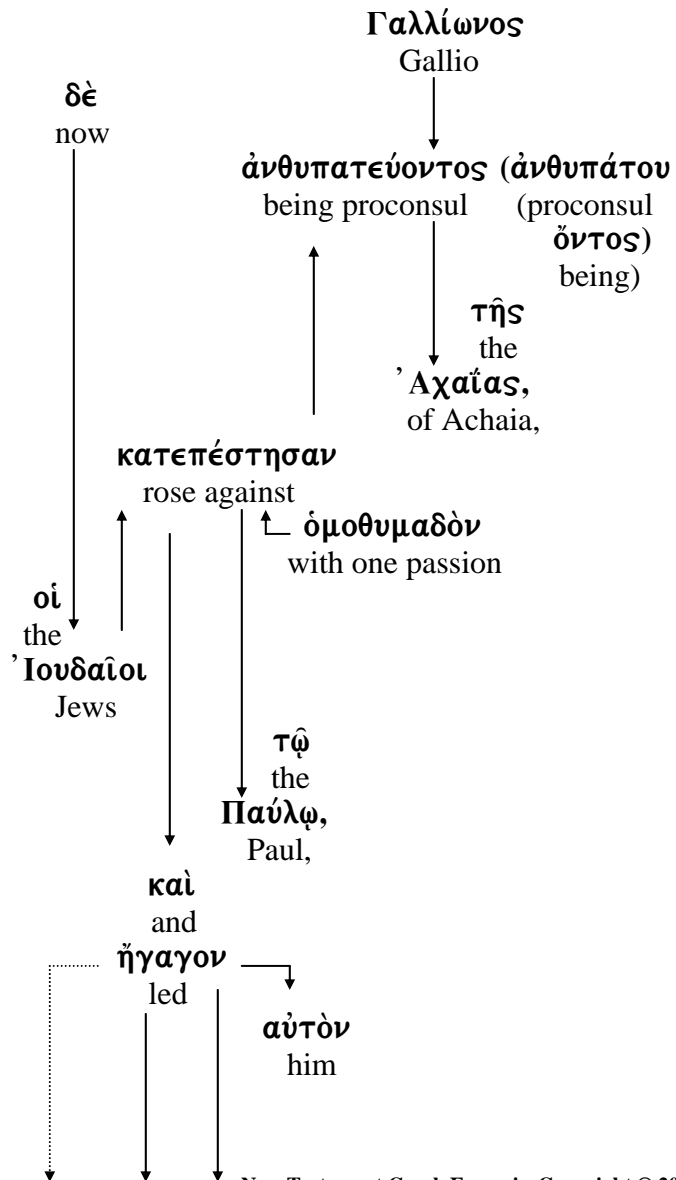 Γαλλίωνος
Gallio
δὲ
now
ἀνθυπατεύοντος (ἀνθυπάτου
being proconsul (proconsul
ὄντος)
being)
τῆς
the
Ἀχαΐας,
of Achaia,
κατεπέστησαν
rose against
ὁμοθυμαδὸν
with one passion
οἱ
the
Ἰουδαῖοι
Jews
τῷ
the
Παύλῳ,
Paul,
καὶ
and
ἤγαγον
led
αὐτὸν
him